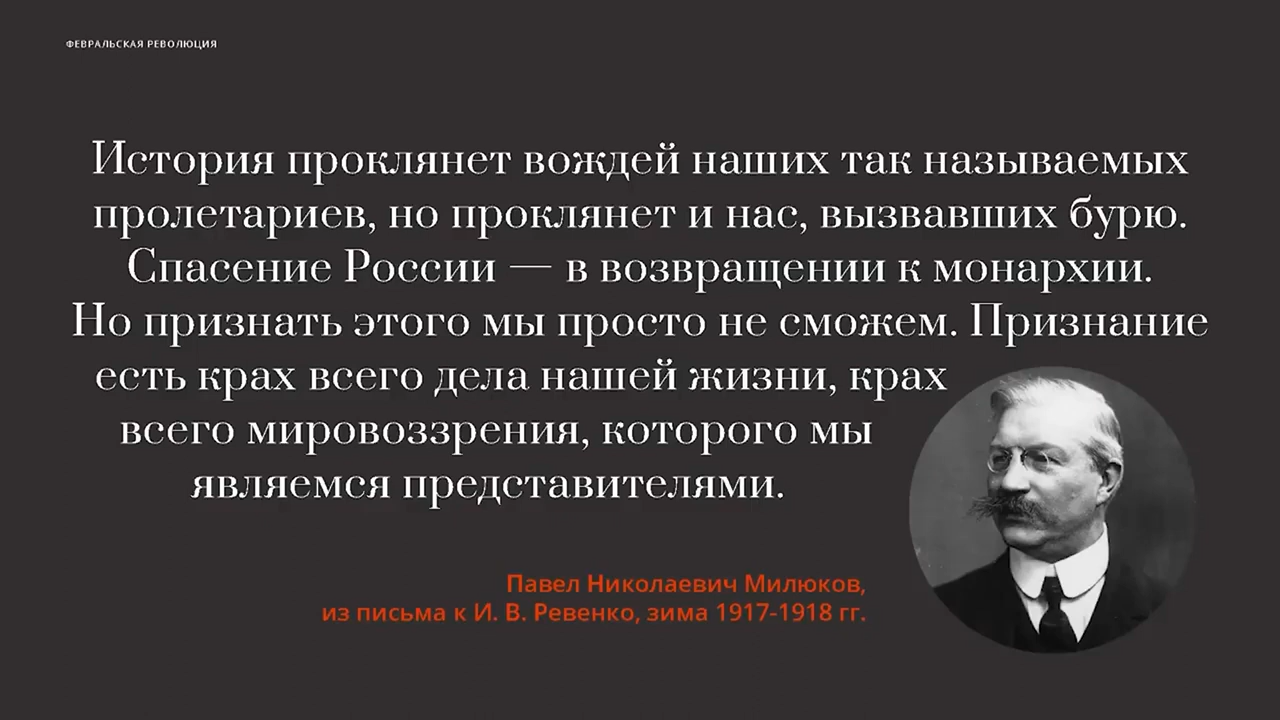 ФЕВРАЛЬСКАЯ РЕВОЛЮЦИЯ
История проклянет вождей наших так называемых
пролетариев, но проклянет и нас, вызвавших бурю.
Спасение России — в возвращении к монархии.
Но признать этого мы просто не сможем. Признание
есть крах всего дела нашей жизни, крах
всего мировоззрения, которого мы
являемся представителями.
Павел Николаевич Милюков,
из письма к И. В. Ревенко, зима 1917-1918 гг.